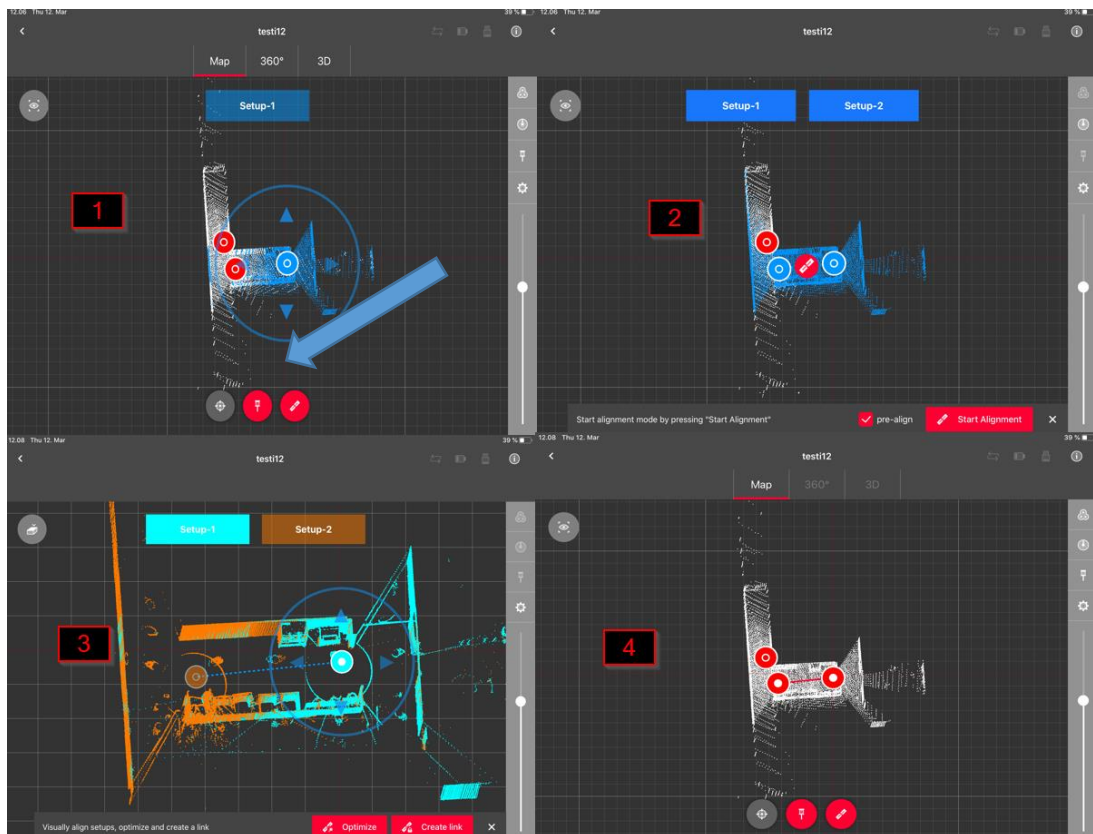 12.06 Thu 12. Mar
39 %
testi12
Map 360° 3D
Setup-1
1
12.06 Thu 12. Mar
39 %
testi12
Setup-1 Setup-2
2
Start alignment mode by pressing "Start Alignment" pre-align Start Alignment
12.08 Thu 12. Mar
39 %
testi12
Setup-1 Setup-2
3
Visually align setups, optimize and create a link Optimize Create link
12.08 Thu 12. Mar
39 %
testi12
Map 360° 3D
4